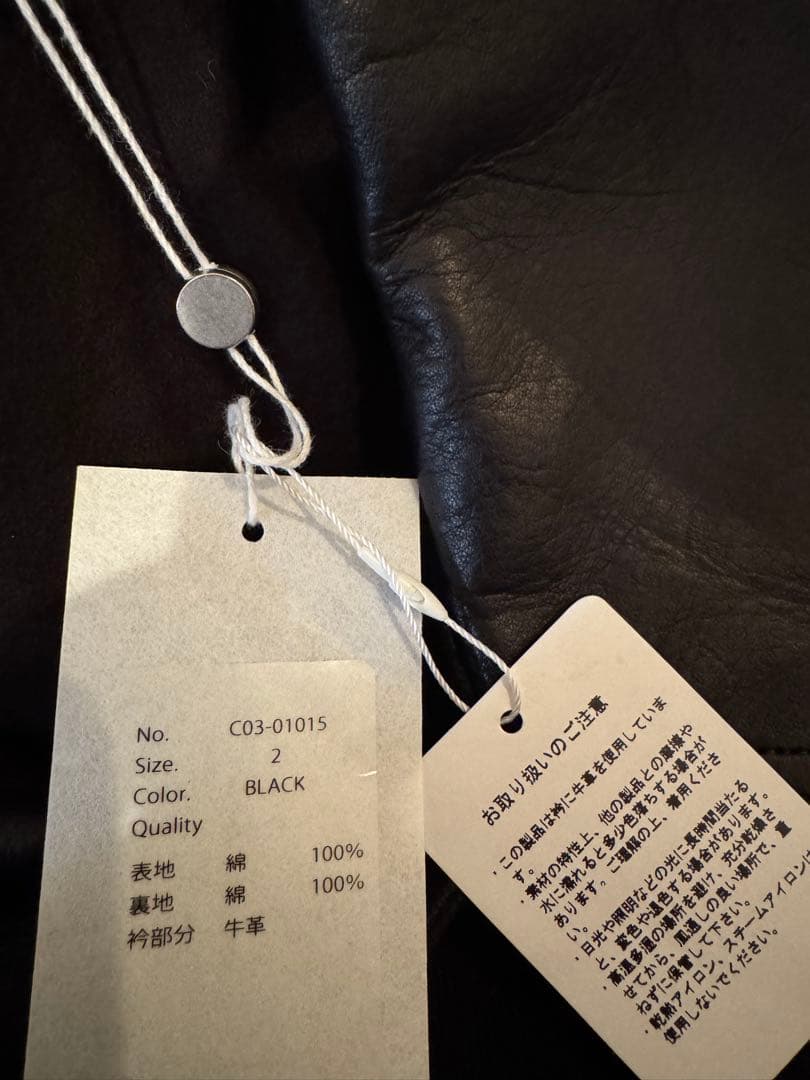 No. C03-01015
Size. 2
Color. BLACK
Quality
表地 綿 100%
裏地 綿 100%
衿部分 牛革
お取り扱いのご注意
・この製品は衿に牛革を使用していま
す。
・素材の特性上、他の製品との摩擦や
水に濡れると多少色落ちする場合が
あります。ご理解の上、着用くださ
い。
・日光や照明などの光に長時間当たる
と、変色や退色する場合があります。
・高温多湿の場所を避け、充分乾燥さ
せてから、風通しの良い場所で、重
ねずに保管して下さい。
・乾熱アイロン、スチームアイロンは
使用しないでください。